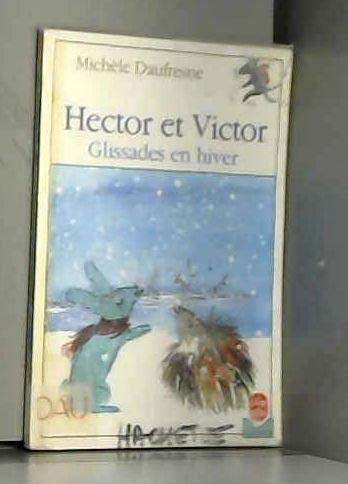 Michèle Daufresne
Hector et Victor
Glissades en hiver
DAU
HACHETTE